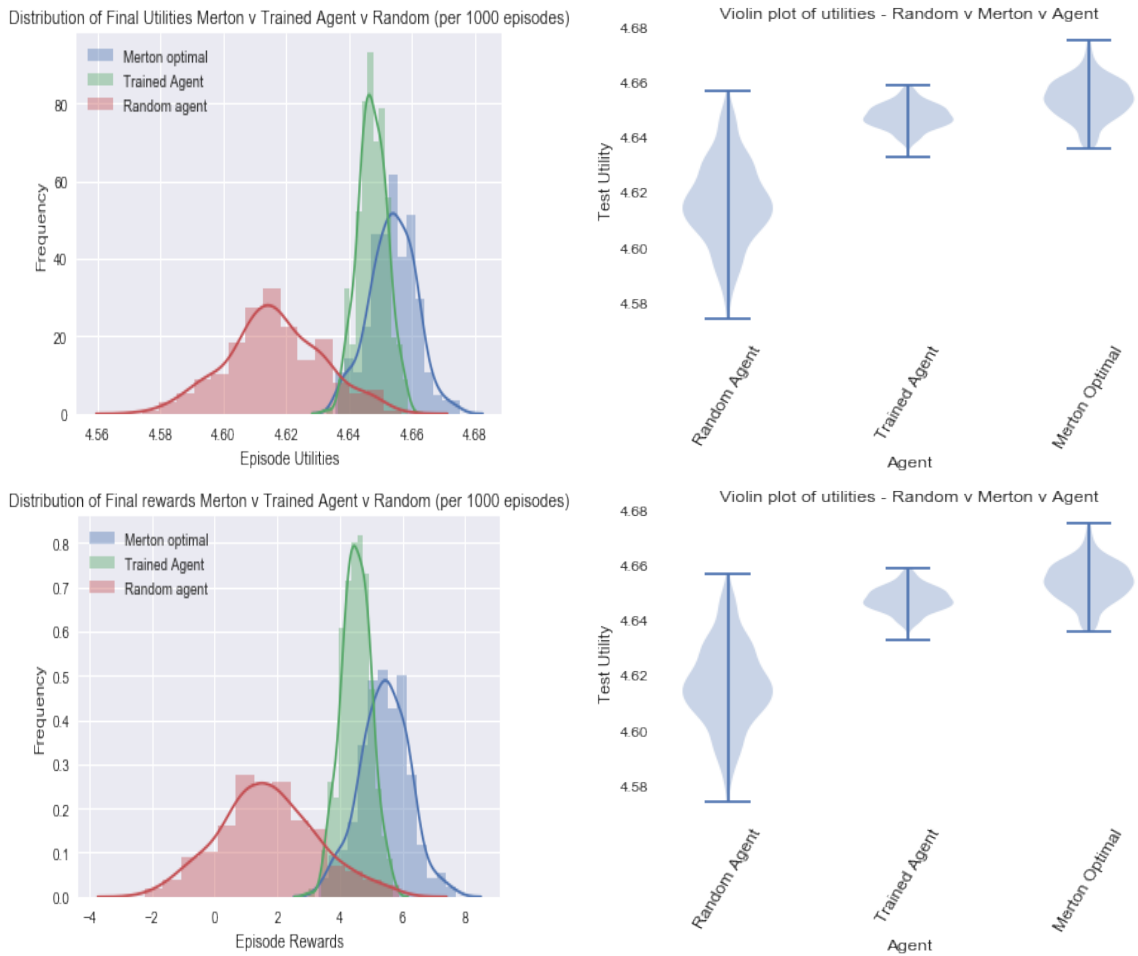 Distribution of Final Utilities Merton v Trained Agent v Random (per 1000 episodes)
Merton optimal
Trained Agent
Random agent
80
60
40
20
0
Frequency
4.56 4.58 4.60 4.62 4.64 4.66 4.68
Episode Utilities
Violin plot of utilities - Random v Merton v Agent
4.68
4.66
4.64
4.62
4.60
4.58
Test Utility
Random Agent
Trained Agent
Merton Optimal
Agent
Distribution of Final rewards Merton v Trained Agent v Random (per 1000 episodes)
Merton optimal
Trained Agent
Random agent
0.8
0.7
0.6
0.5
0.4
0.3
0.2
0.1
0.0
Frequency
−4 −2 0 2 4 6 8
Episode Rewards
Violin plot of utilities - Random v Merton v Agent
4.68
4.66
4.64
4.62
4.60
4.58
Test Utility
Random Agent
Trained Agent
Merton Optimal
Agent